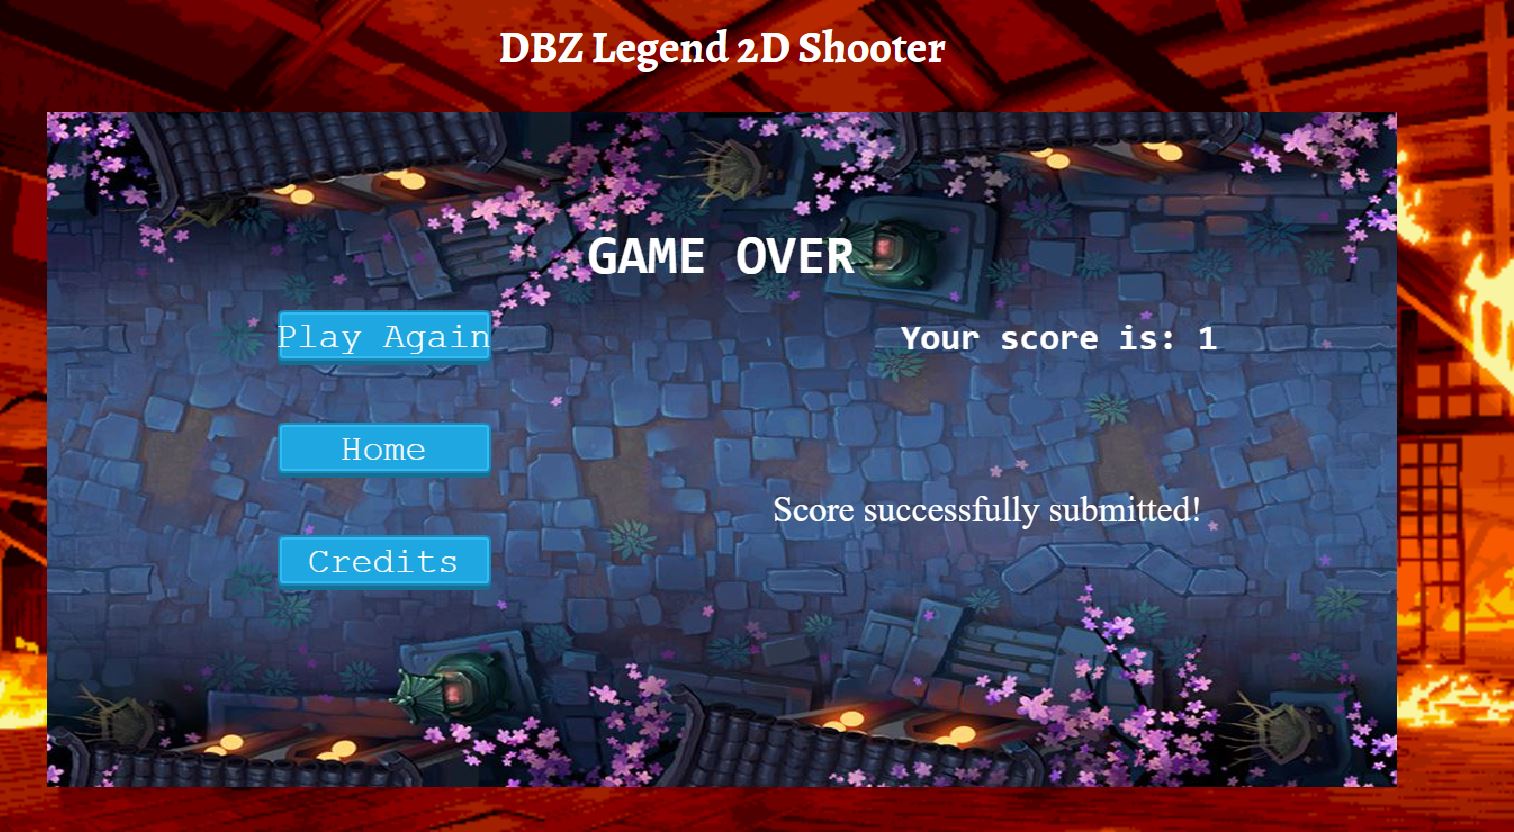 DBZ Legend 2D Shooter
GAME OVER
Play Again
Your score is: 1
Home
Score successfully submitted!
Credits